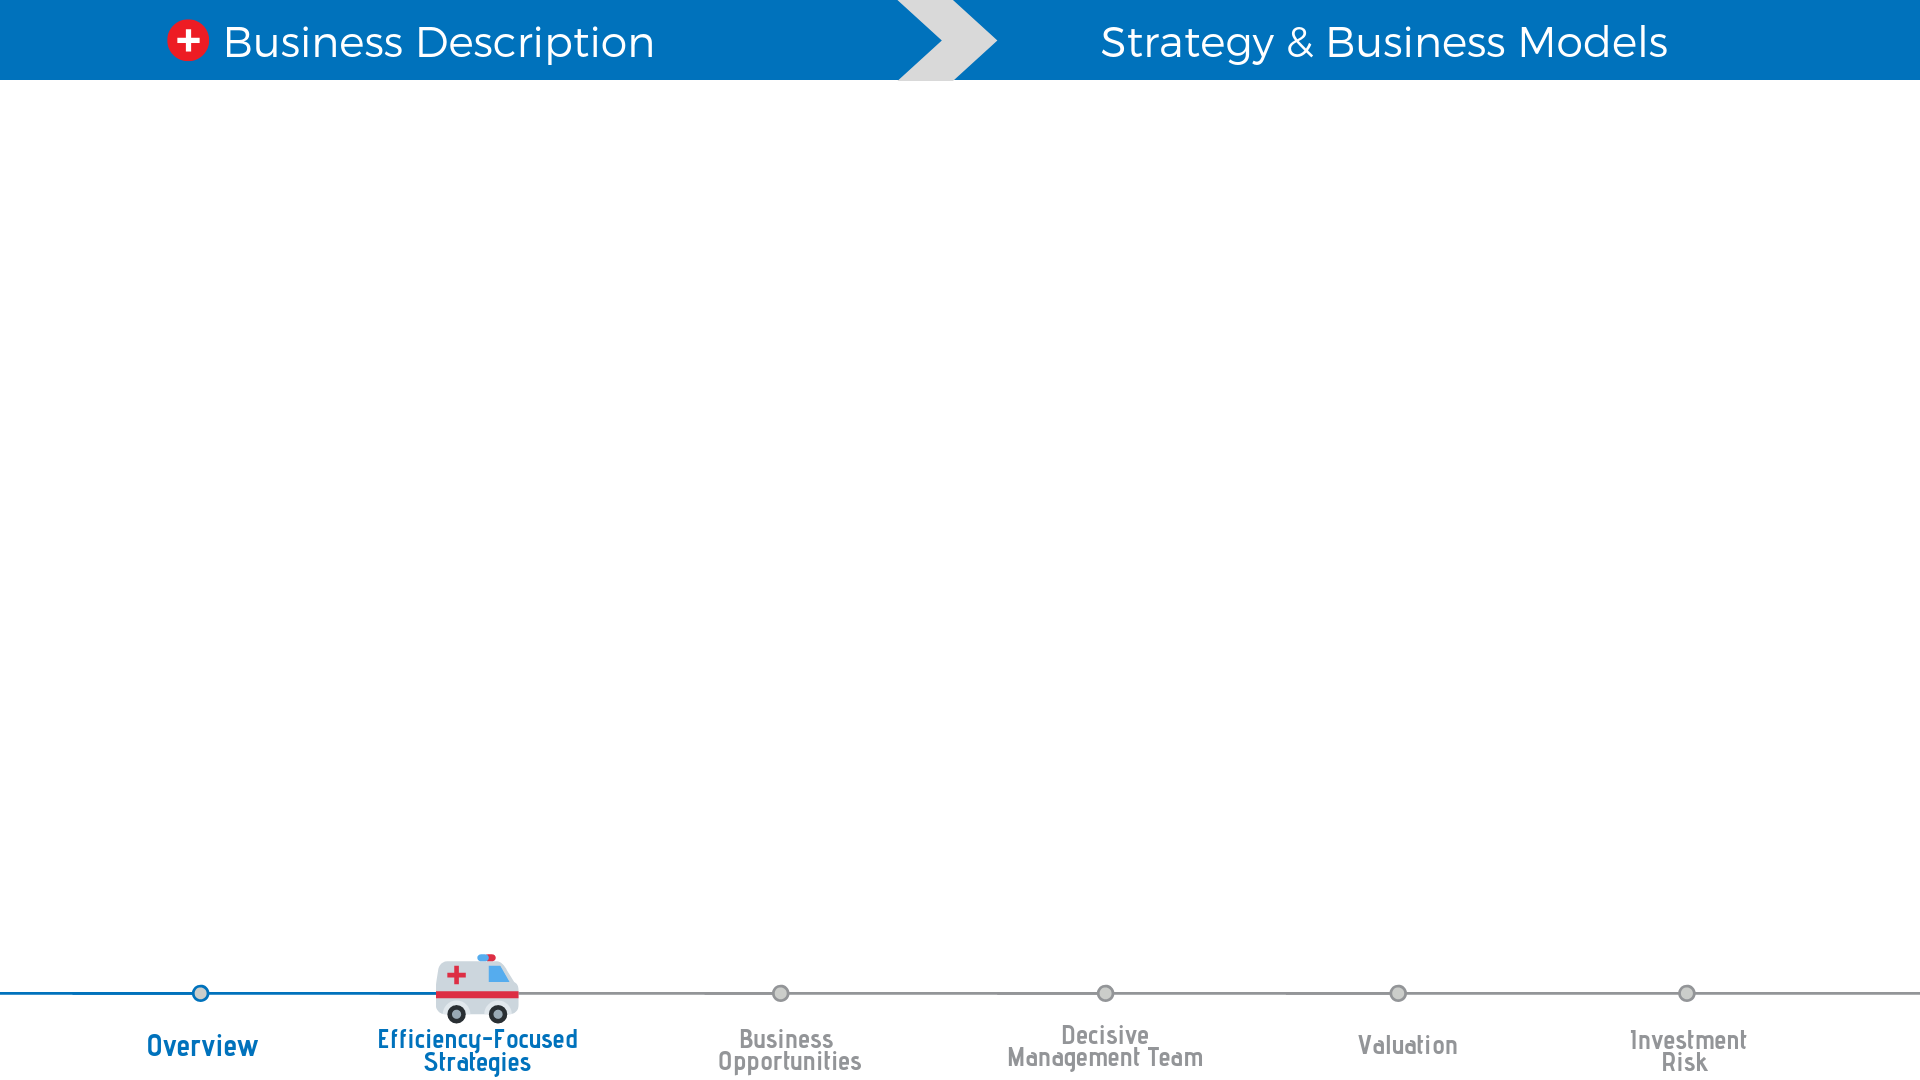 Business Description
Strategy & Business Models
Overview
Efficiency-Focused
Strategies
Business
Opportunities
Decisive
Management Team
Valuation
Investment
Risk